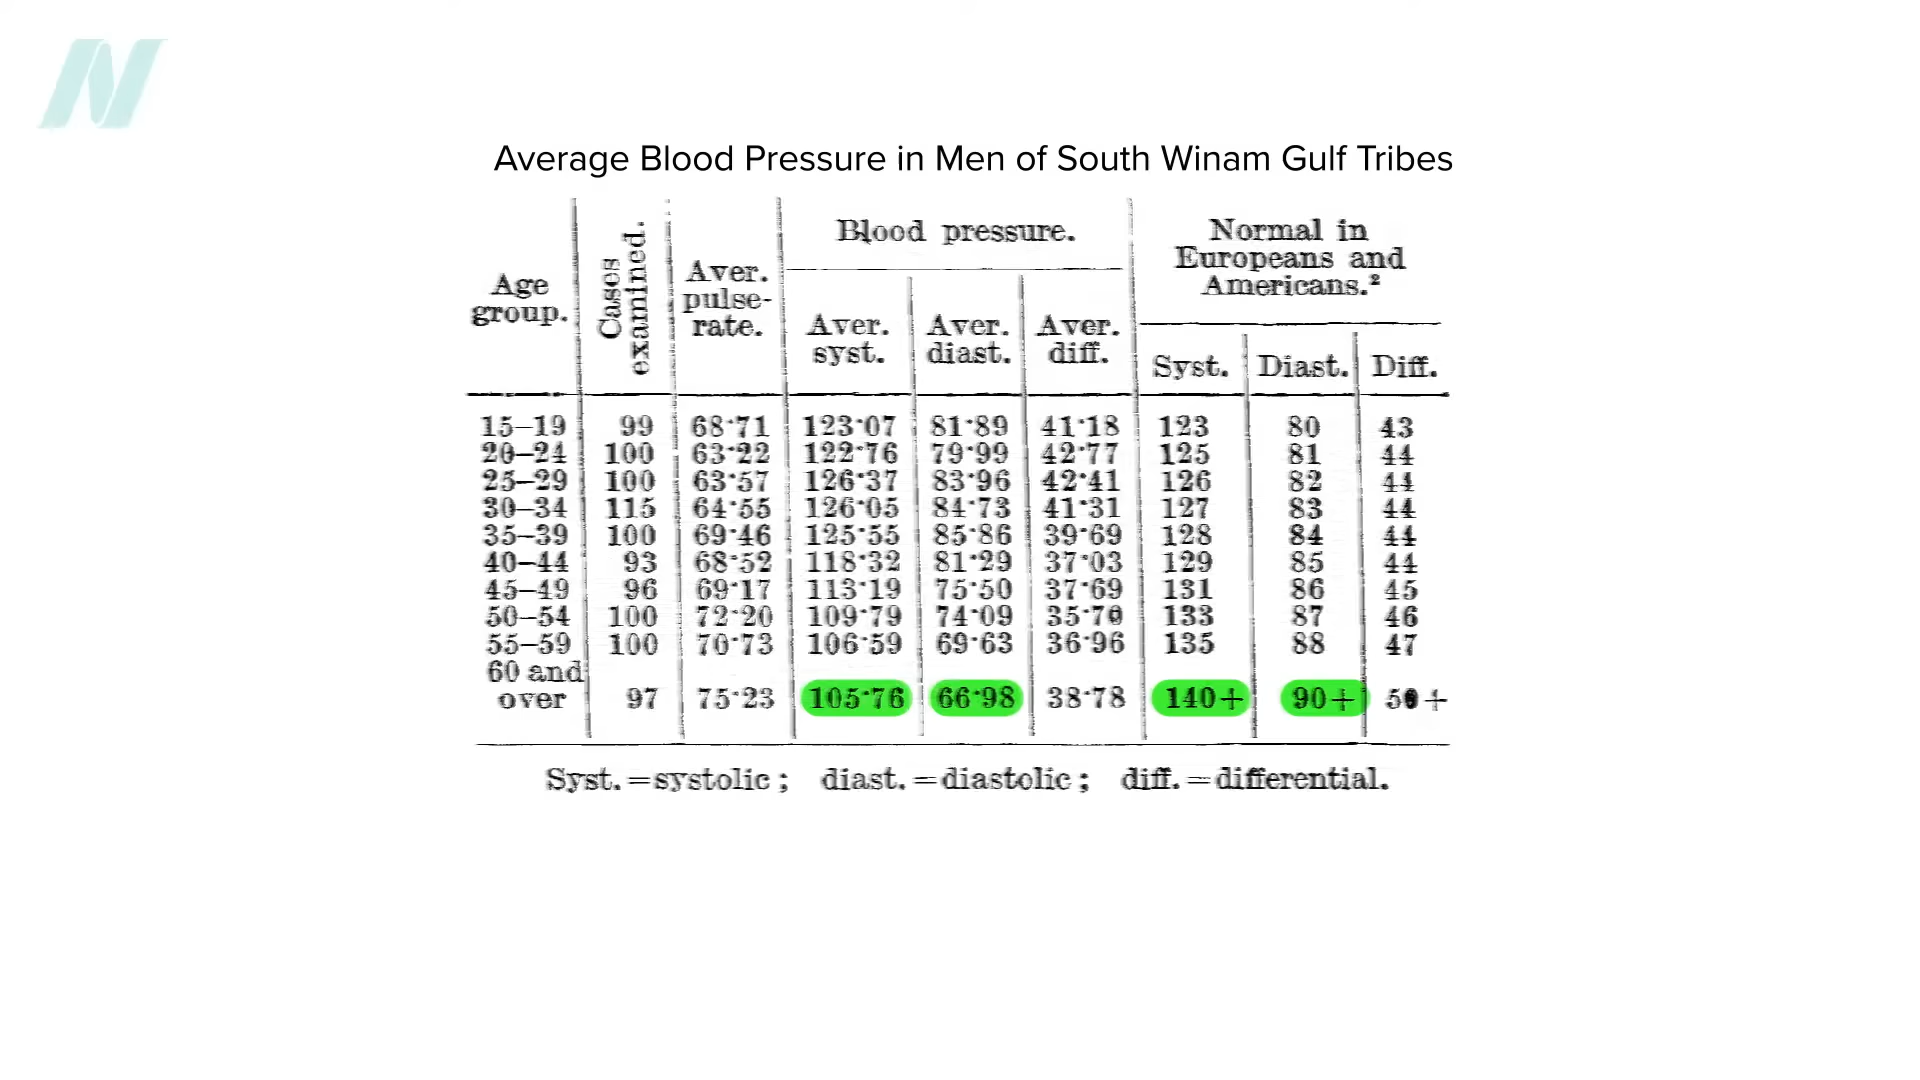 Average Blood Pressure in Men of South Winam Gulf Tribes
Age group. Cases examined. Aver. pulse-rate. Blood pressure. Normal in Europeans and Americans.²
Aver. syst. Aver. diast. Aver. diff. Syst. Diast. Diff.
15–19 99 68·71 123·07 81·89 41·18 123 80 43
20–24 100 63·22 122·76 79·99 42·77 125 81 44
25–29 100 63·57 126·37 83·96 42·41 126 82 44
30–34 115 64·55 126·05 84·73 41·31 127 83 44
35–39 100 69·46 125·55 85·86 39·69 128 84 44
40–44 93 68·52 118·32 81·29 37·03 129 85 44
45–49 96 69·17 113·19 75·50 37·69 131 86 45
50–54 100 72·20 109·79 74·09 35·70 133 87 46
55–59 100 70·73 106·59 69·63 36·96 135 88 47
60 and over 97 75·23 105·76 66·98 38·78 140+ 90+ 50+
Syst.=systolic; diast.=diastolic; diff.=differential.